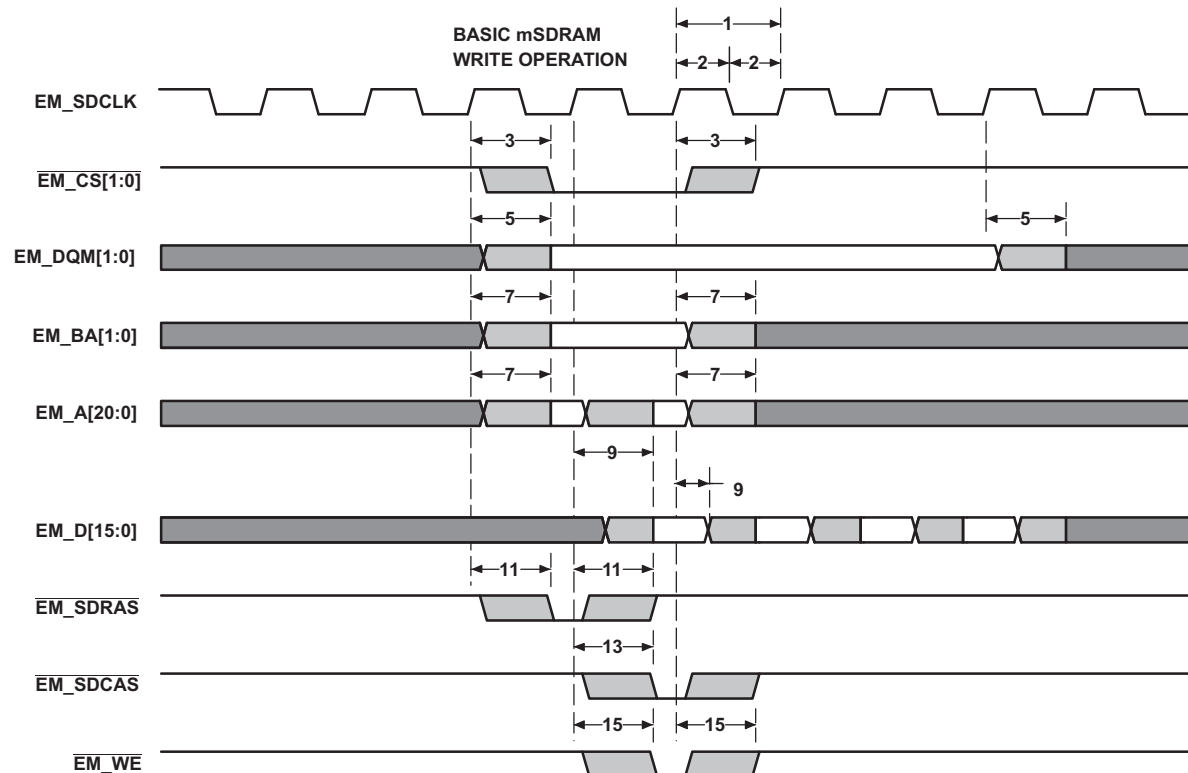 BASIC mSDRAM
WRITE OPERATION
1
2 2
EM_SDCLK
3 3
EM_CS[1:0]
5 5
EM_DQM[1:0]
7 7
EM_BA[1:0]
7 7
EM_A[20:0]
9
9
EM_D[15:0]
11 11
EM_SDRAS
13
EM_SDCAS
15 15
EM_WE